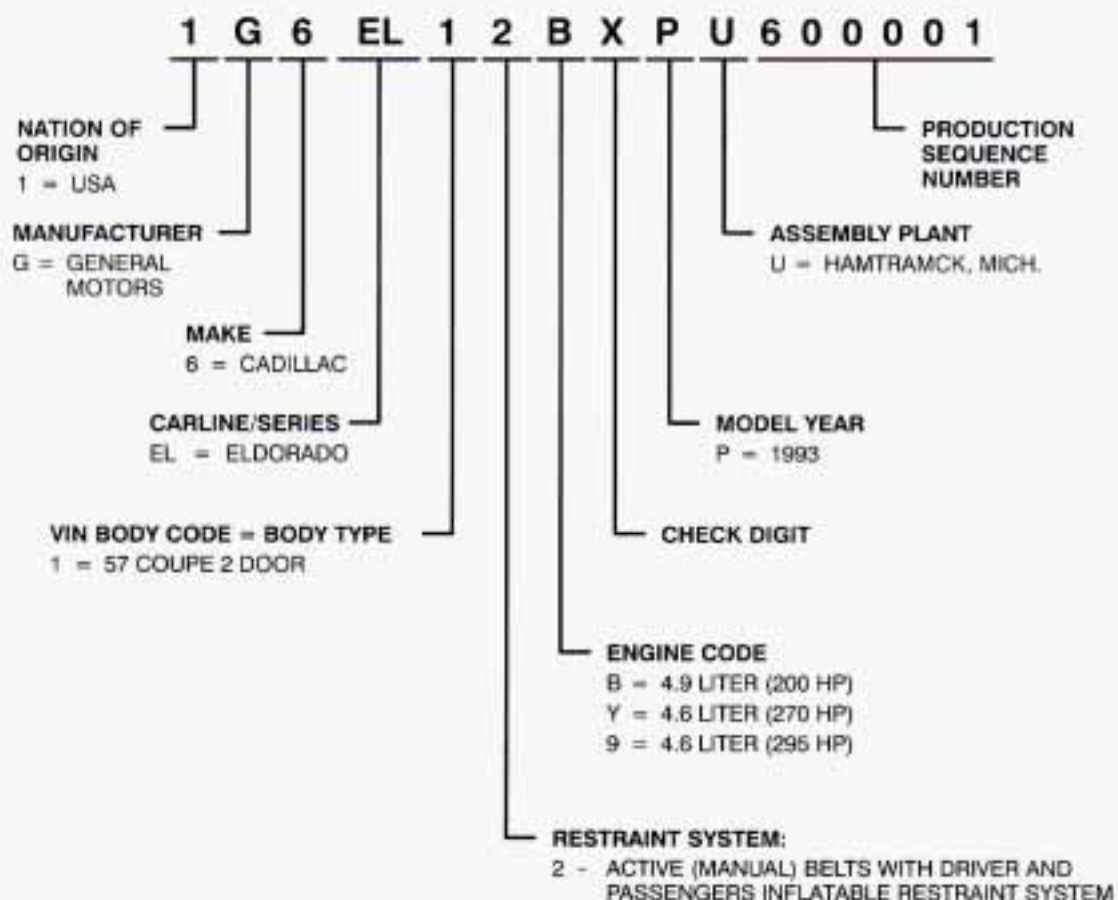 1 G 6 EL 1 2 B X P U 6 0 0 0 0 1
NATION OF
ORIGIN
1 = USA
PRODUCTION
SEQUENCE
NUMBER
MANUFACTURER
G = GENERAL
MOTORS
ASSEMBLY PLANT
U = HAMTRAMCK, MICH.
MAKE
6 = CADILLAC
CARLINE/SERIES
EL = ELDORADO
MODEL YEAR
P = 1993
VIN BODY CODE = BODY TYPE
1 = 57 COUPE 2 DOOR
CHECK DIGIT
ENGINE CODE
B = 4.9 LITER (200 HP)
Y = 4.6 LITER (270 HP)
9 = 4.6 LITER (295 HP)
RESTRAINT SYSTEM:
2 - ACTIVE (MANUAL) BELTS WITH DRIVER AND
PASSENGERS INFLATABLE RESTRAINT SYSTEM